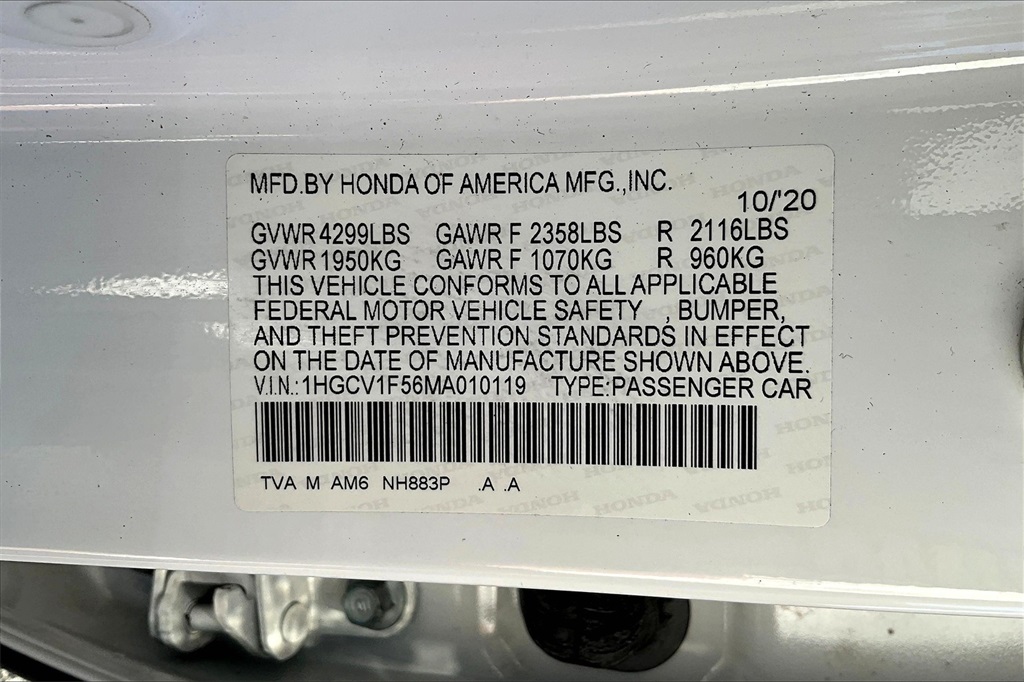 MFD.BY HONDA OF AMERICA MFG.,INC.
10/'20
GVWR 4299LBS GAWR F 2358LBS R 2116LBS
GVWR 1950KG GAWR F 1070KG R 960KG
THIS VEHICLE CONFORMS TO ALL APPLICABLE
FEDERAL MOTOR VEHICLE SAFETY , BUMPER,
AND THEFT PREVENTION STANDARDS IN EFFECT
ON THE DATE OF MANUFACTURE SHOWN ABOVE.
V.I.N.:1HGCV1F56MA010119 TYPE:PASSENGER CAR
TVA M AM6 NH883P .A .A